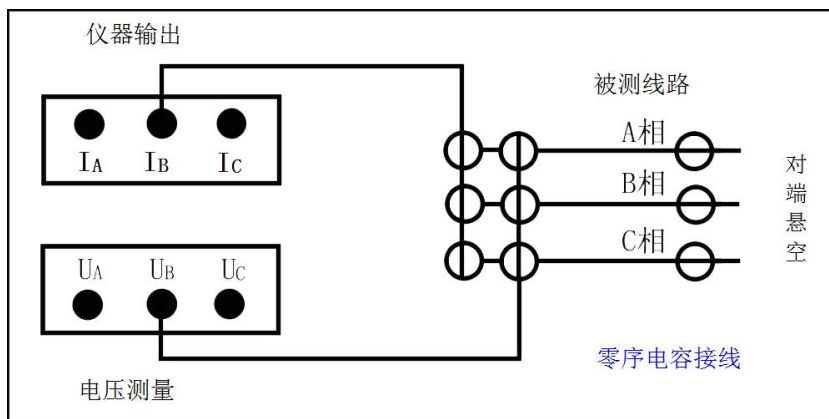 仪器输出
IA IB IC
被测线路
A相
B相
C相
对端悬空
UA UB UC
电压测量
零序电容接线